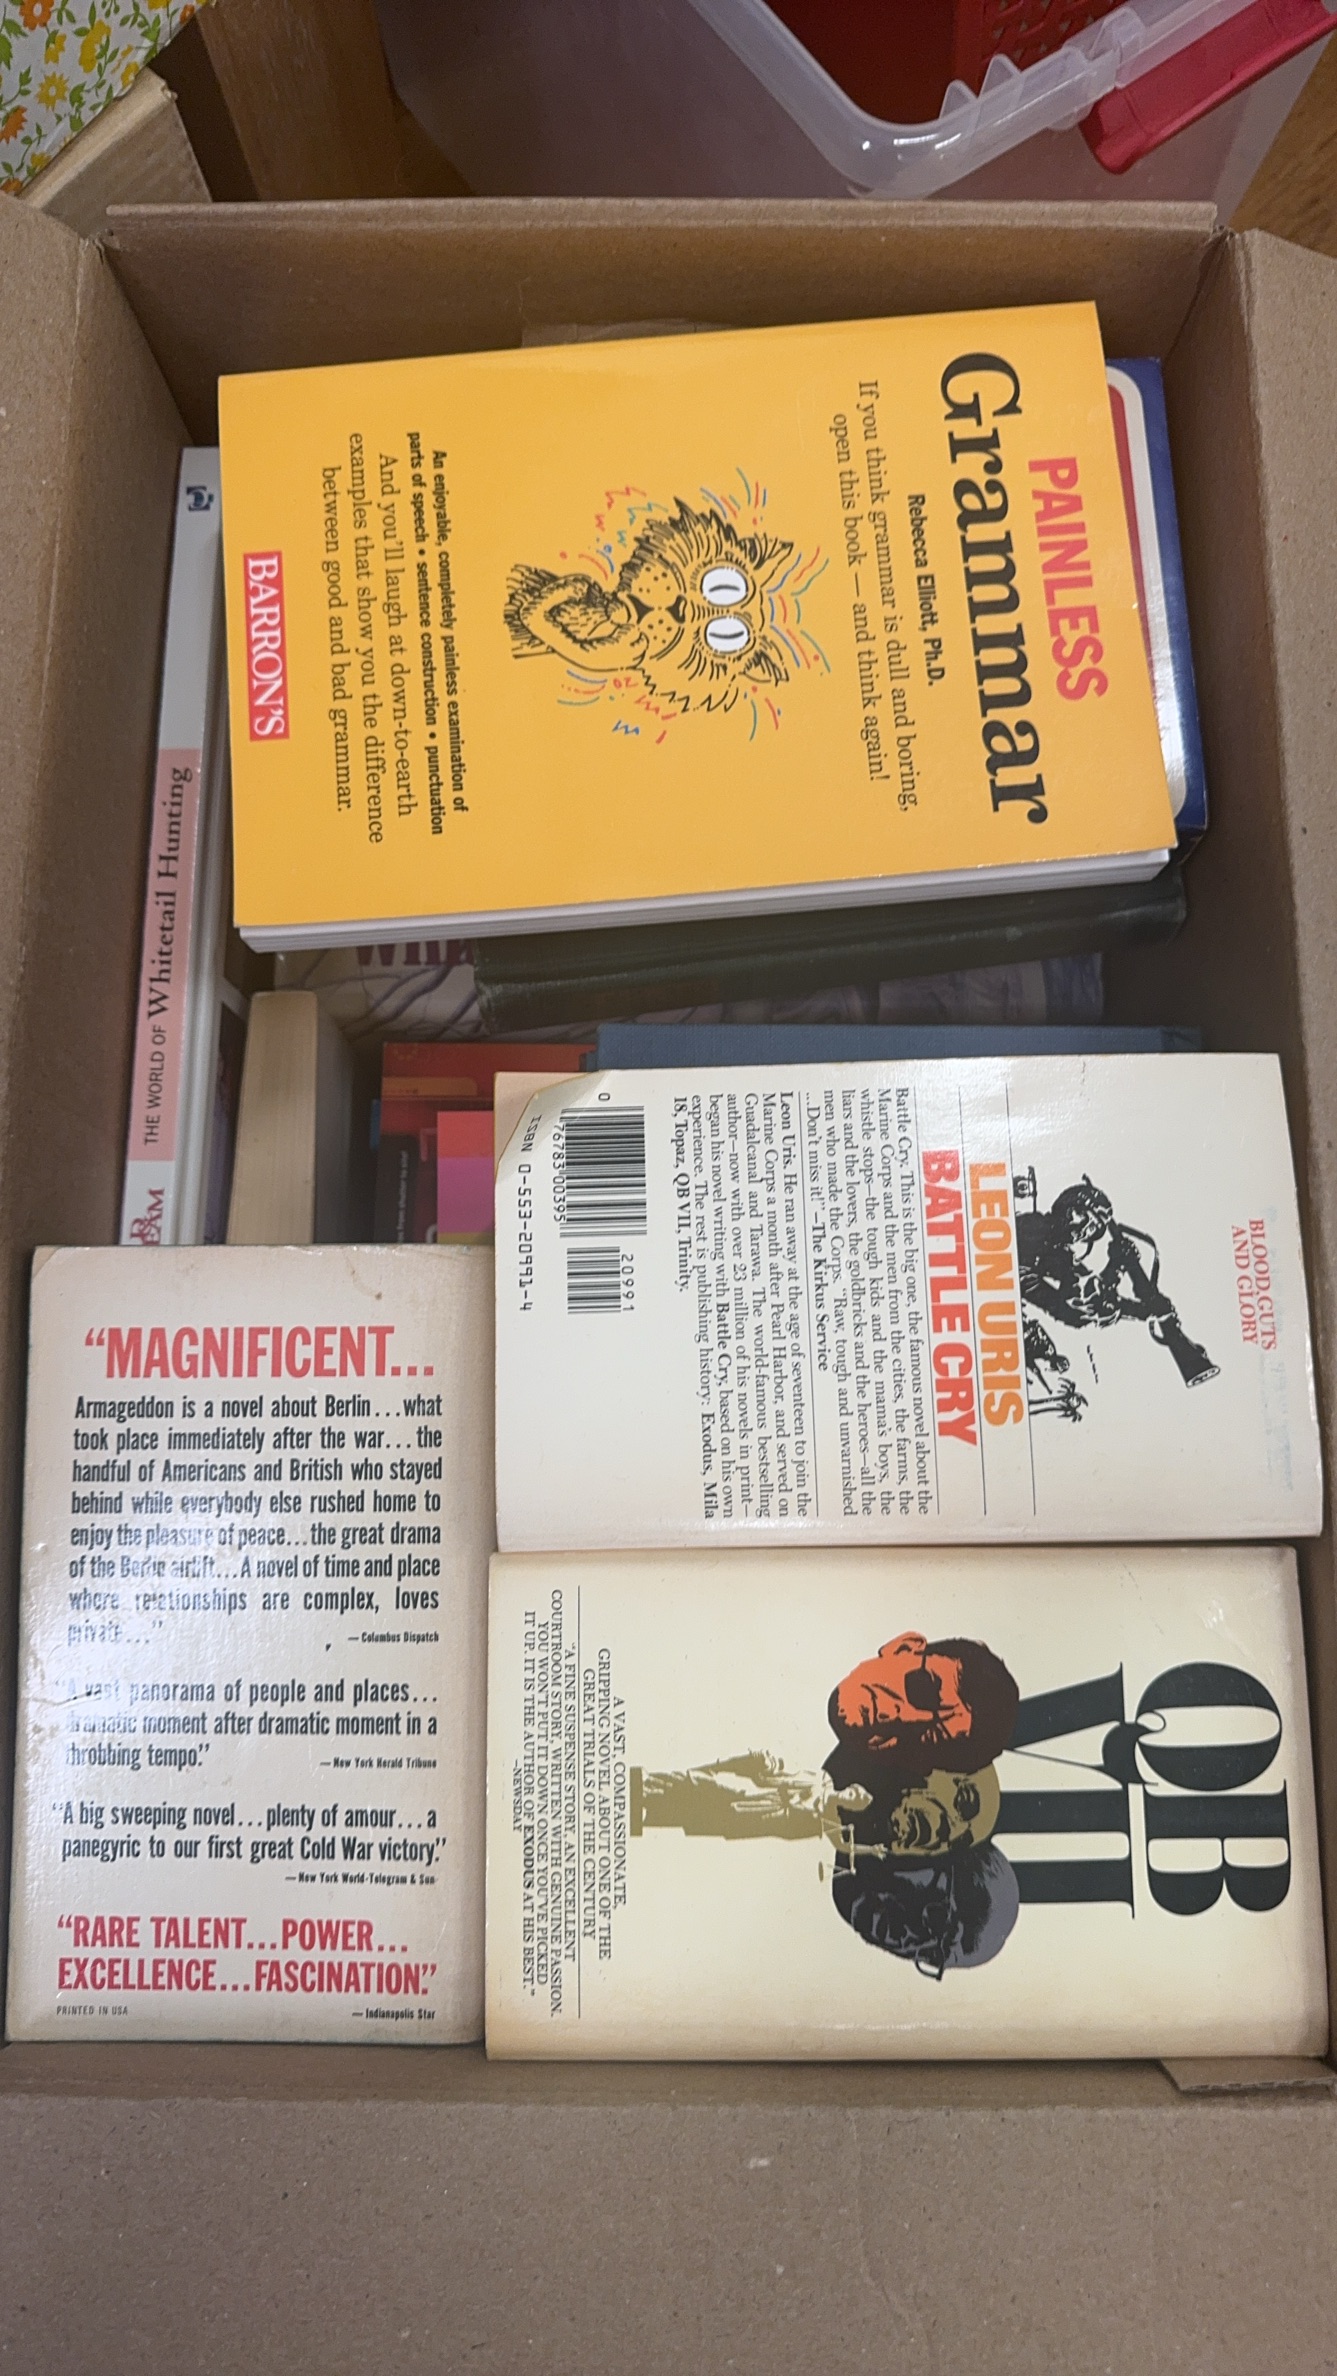 PAINLESS
Grammar
Rebecca Elliott, Ph.D.
If you think grammar is dull and boring,
open this book — and think again!
An enjoyable, completely painless examination of
parts of speech • sentence construction • punctuation
And you'll laugh at down-to-earth
examples that show you the difference
between good and bad grammar.
BARRON'S
THE WORLD OF Whitetail Hunting
BLOOD, GUTS
AND GLORY
LEON URIS
BATTLE CRY
Battle Cry. This is the big one, the famous novel about the
Marine Corps and the men from the cities, the farms, the
whistle stops—the tough kids and the mama's boys, the
liars and the lovers, the goldbricks and the heroes—all the
men who made the Corps. "Raw, tough and unvarnished
...Don't miss it!"—The Kirkus Service
Leon Uris. He ran away at the age of seventeen to join the
Marine Corps a month after Pearl Harbor, and served on
Guadalcanal and Tarawa. The world-famous bestselling
author—now with over 23 million of his novels in print—
began his novel writing with Battle Cry, based on his own
experience. The rest is publishing history: Exodus, Mila
18, Topaz, QB VII, Trinity.
20991
0 76783 00395
ISBN 0-553-20991-4
"MAGNIFICENT...
Armageddon is a novel about Berlin...what
took place immediately after the war...the
handful of Americans and British who stayed
behind while everybody else rushed home to
enjoy the pleasure of peace...the great drama
of the Berlin airlift...A novel of time and place
where relationships are complex, loves
private..."
—Columbus Dispatch
"A vast panorama of people and places...
dramatic moment after dramatic moment in a
throbbing tempo."
—New York Herald Tribune
"A big sweeping novel...plenty of amour...a
panegyric to our first great Cold War victory."
—New York World-Telegram & Sun
"RARE TALENT...POWER...
EXCELLENCE...FASCINATION."
—Indianapolis Star
PRINTED IN USA
QB
VII
A VAST, COMPASSIONATE,
GRIPPING NOVEL ABOUT ONE OF THE
GREAT TRIALS OF THE CENTURY
"A FINE SUSPENSE STORY, AN EXCELLENT
COURTROOM STORY, WRITTEN WITH GENUINE PASSION.
YOU WON'T PUT IT DOWN ONCE YOU'VE PICKED
IT UP. IT IS THE AUTHOR OF EXODUS AT HIS BEST."
—NEWSDAY